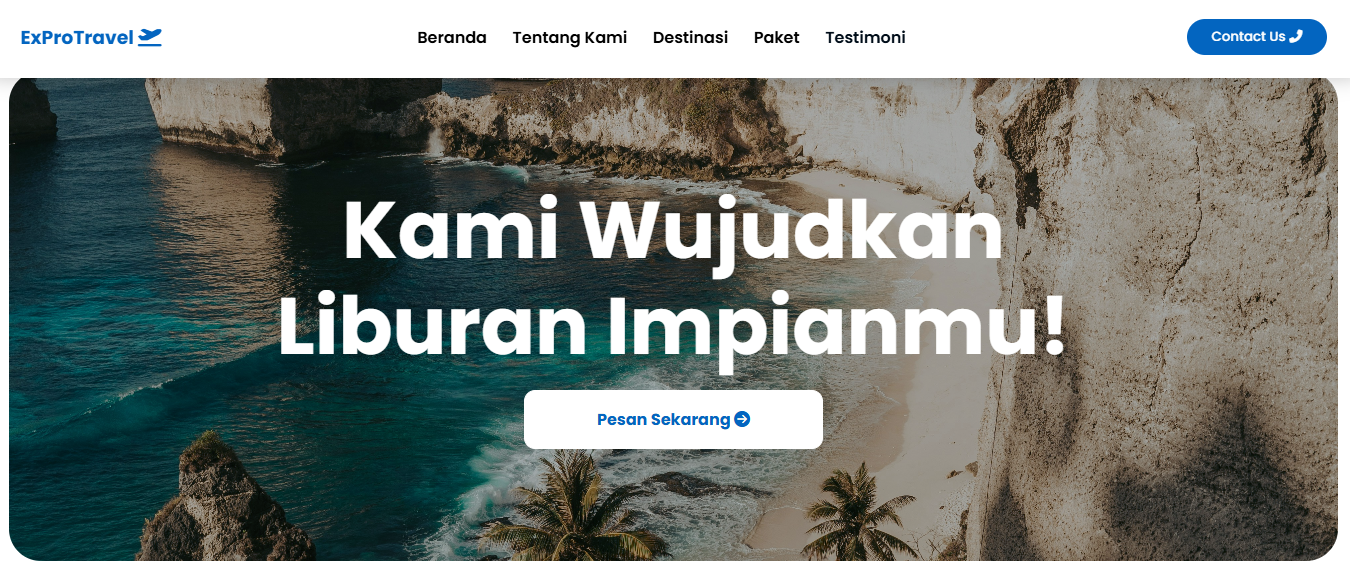 ExProTravel
Beranda Tentang Kami Destinasi Paket Testimoni
Contact Us
Kami Wujudkan
Liburan Impianmu!
Pesan Sekarang